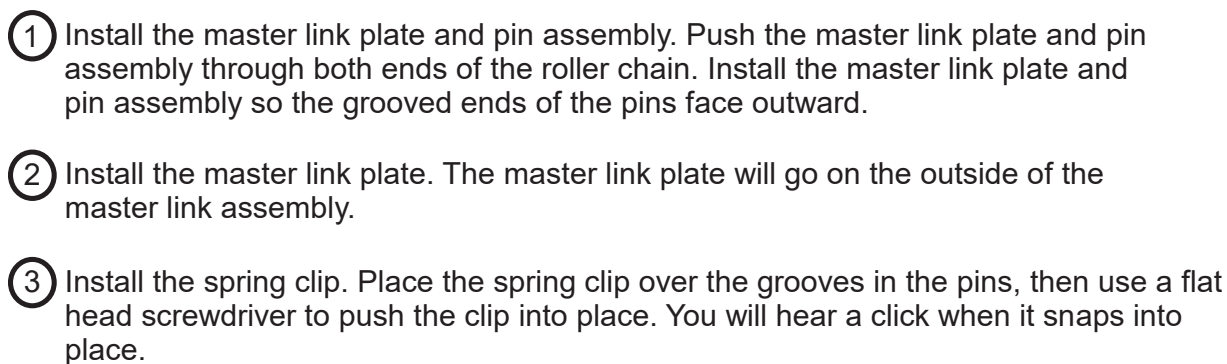 1 Install the master link plate and pin assembly. Push the master link plate and pin
assembly through both ends of the roller chain. Install the master link plate and
pin assembly so the grooved ends of the pins face outward.
2 Install the master link plate. The master link plate will go on the outside of the
master link assembly.
3 Install the spring clip. Place the spring clip over the grooves in the pins, then use a flat
head screwdriver to push the clip into place. You will hear a click when it snaps into
place.